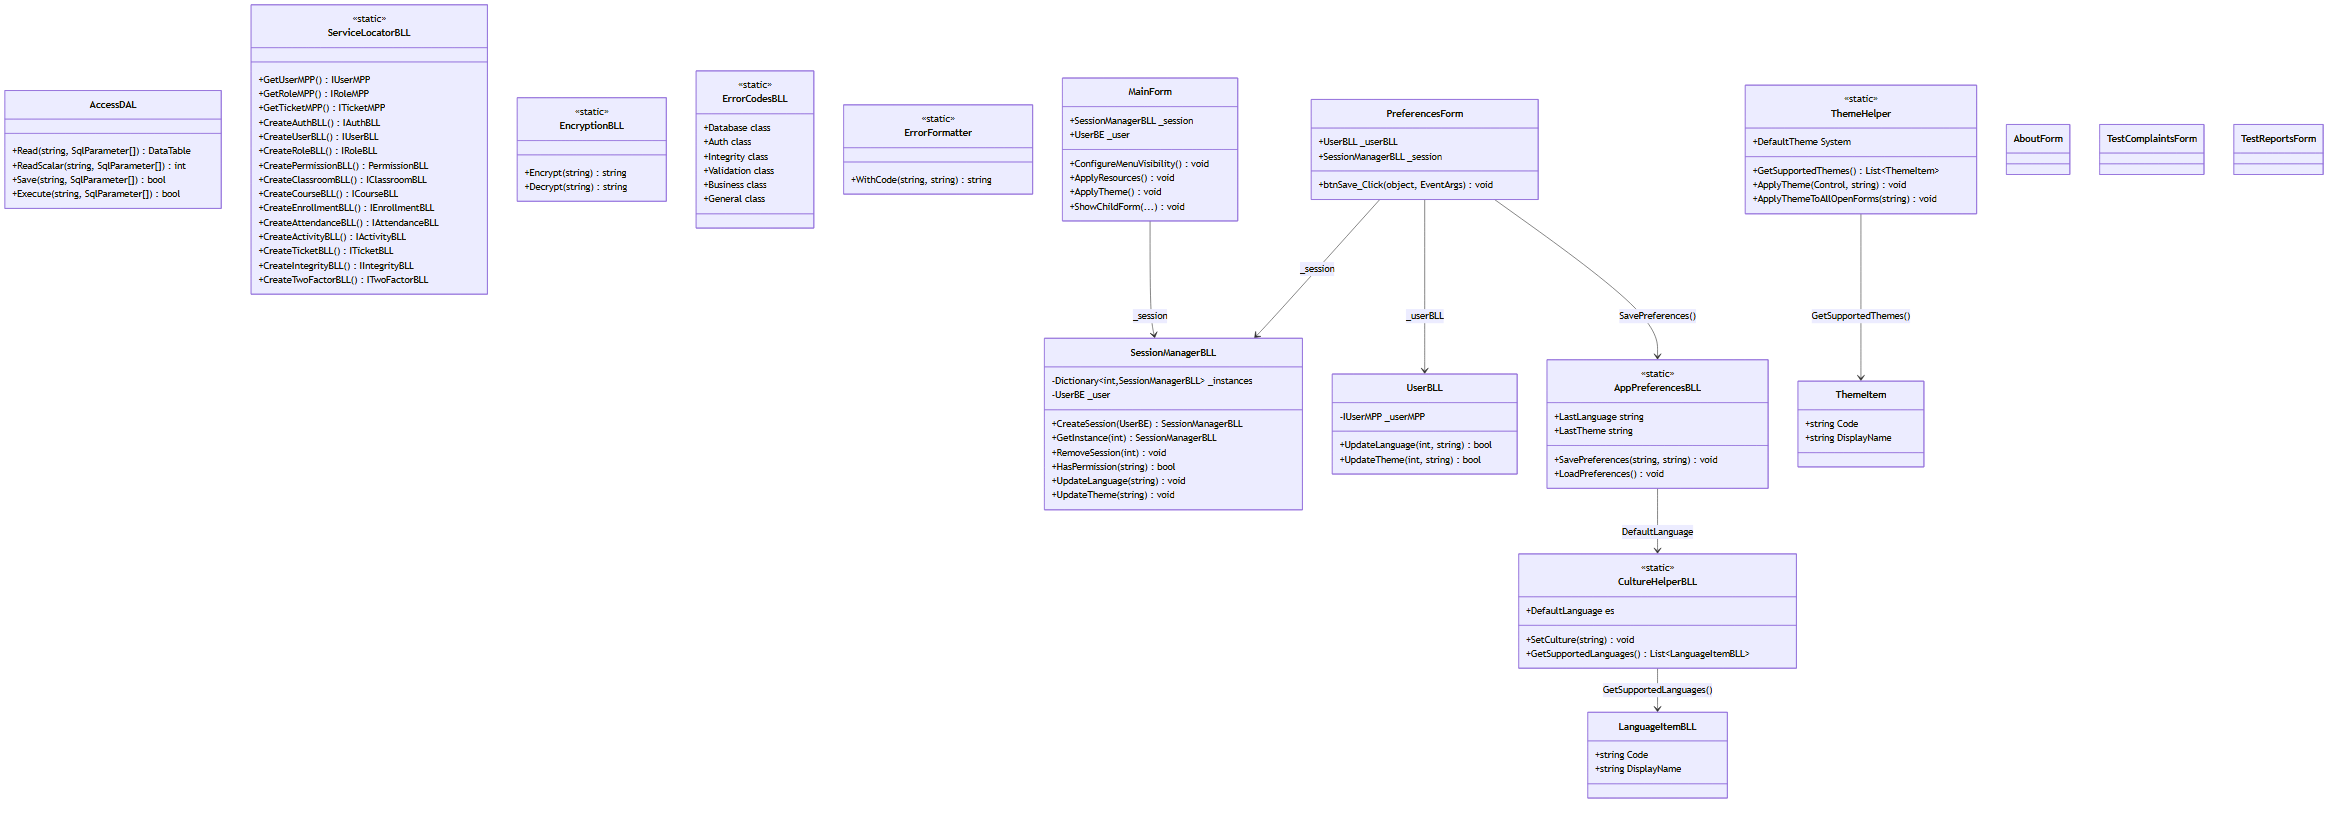 AccessDAL
+Read(string, SqlParameter[]) : DataTable
+ReadScalar(string, SqlParameter[]) : int
+Save(string, SqlParameter[]) : bool
+Execute(string, SqlParameter[]) : bool
«static»
ServiceLocatorBLL
+GetUserMPP() : IUserMPP
+GetRoleMPP() : IRoleMPP
+GetTicketMPP() : ITicketMPP
+CreateAuthBLL() : IAuthBLL
+CreateUserBLL() : IUserBLL
+CreateRoleBLL() : IRoleBLL
+CreatePermissionBLL() : PermissionBLL
+CreateClassroomBLL() : IClassroomBLL
+CreateCourseBLL() : ICourseBLL
+CreateEnrollmentBLL() : IEnrollmentBLL
+CreateAttendanceBLL() : IAttendanceBLL
+CreateActivityBLL() : IActivityBLL
+CreateTicketBLL() : ITicketBLL
+CreateIntegrityBLL() : IIntegrityBLL
+CreateTwoFactorBLL() : ITwoFactorBLL
«static»
EncryptionBLL
+Encrypt(string) : string
+Decrypt(string) : string
«static»
ErrorCodesBLL
+Database class
+Auth class
+Integrity class
+Validation class
+Business class
+General class
«static»
ErrorFormatter
+WithCode(string, string) : string
MainForm
+SessionManagerBLL _session
+UserBE _user
+ConfigureMenuVisibility() : void
+ApplyResources() : void
+ApplyTheme() : void
+ShowChildForm(...) : void
PreferencesForm
+UserBLL _userBLL
+SessionManagerBLL _session
+btnSave_Click(object, EventArgs) : void
«static»
ThemeHelper
+DefaultTheme System
+GetSupportedThemes() : List<ThemeItem>
+ApplyTheme(Control, string) : void
+ApplyThemeToAllOpenForms(string) : void
AboutForm
TestComplaintsForm
TestReportsForm
_session
_session
_userBLL
SavePreferences()
GetSupportedThemes()
SessionManagerBLL
-Dictionary<int,SessionManagerBLL> _instances
-UserBE _user
+CreateSession(UserBE) : SessionManagerBLL
+GetInstance(int) : SessionManagerBLL
+RemoveSession(int) : void
+HasPermission(string) : bool
+UpdateLanguage(string) : void
+UpdateTheme(string) : void
UserBLL
-IUserMPP _userMPP
+UpdateLanguage(int, string) : bool
+UpdateTheme(int, string) : bool
«static»
AppPreferencesBLL
+LastLanguage string
+LastTheme string
+SavePreferences(string, string) : void
+LoadPreferences() : void
ThemeItem
+string Code
+string DisplayName
DefaultLanguage
«static»
CultureHelperBLL
+DefaultLanguage es
+SetCulture(string) : void
+GetSupportedLanguages() : List<LanguageItemBLL>
GetSupportedLanguages()
LanguageItemBLL
+string Code
+string DisplayName